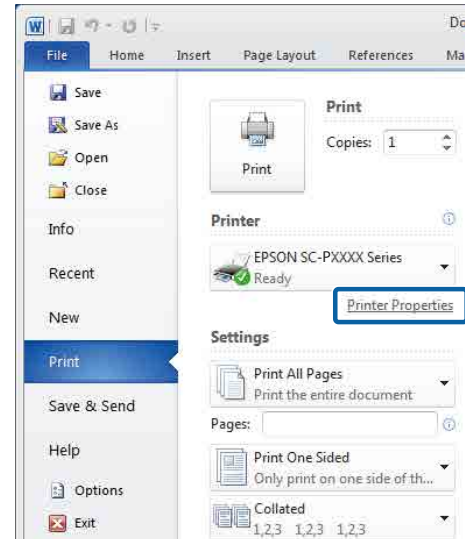 W
Do
File Home Insert Page Layout References Ma
Save
Save As
Open
Close
Info
Recent
New
Print
Save & Send
Help
Options
Exit
Print
Print
Copies: 1
Printer
EPSON SC-PXXXX Series
Ready
Printer Properties
Settings
Print All Pages
Print the entire document
Pages:
Print One Sided
Only print on one side of th...
Collated
1,2,3 1,2,3 1,2,3